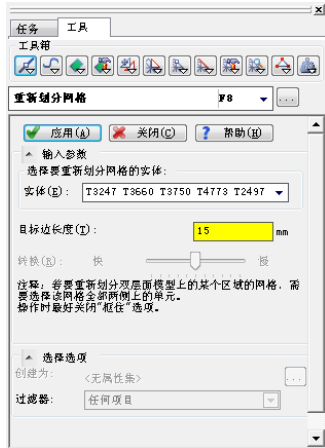 任务 工具
工具箱
重新划分网格 F8 ...
应用(A) 关闭(C) ? 帮助(H)
输入参数
选择要重新划分网格的实体:
实体(E): T3247 T3660 T3750 T4773 T2497
目标边长度(T): 15 mm
转换(R): 快 慢
注释: 若要重新划分双层面模型上的某个区域的网格, 需
要选择该网格全部两侧上的单元。
操作时最好关闭"框住"选项。
选择选项
创建为: <无属性集> ...
过滤器: 任何项目